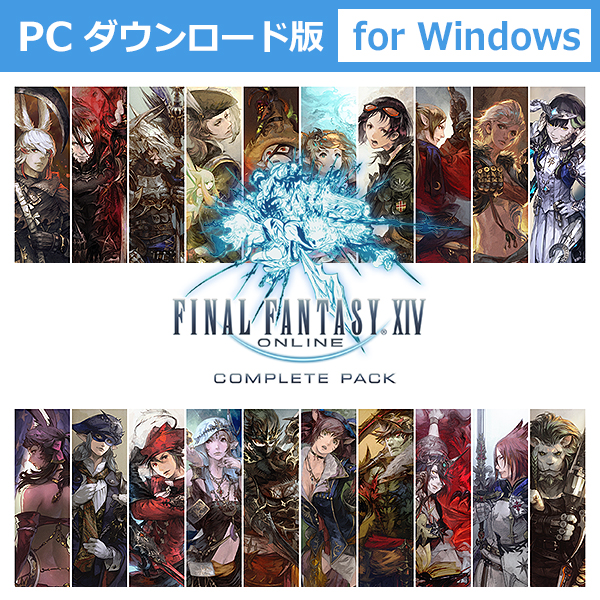 PC ダウンロード版 for Windows
FINAL FANTASY® XIV
ONLINE
COMPLETE PACK